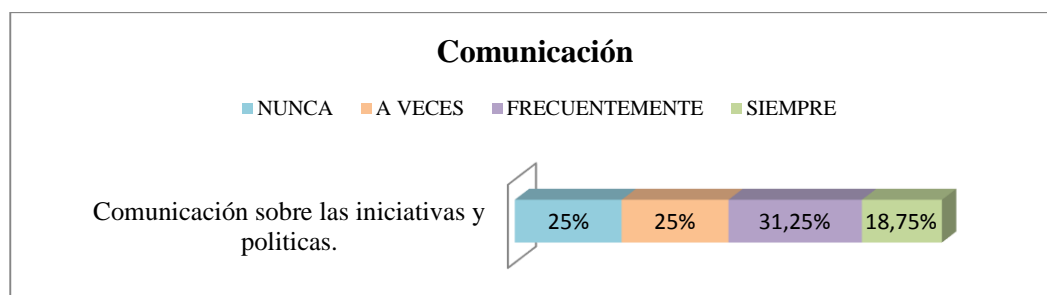 Comunicación
NUNCA A VECES FRECUENTEMENTE SIEMPRE
Comunicación sobre las iniciativas y
politicas.
25% 25% 31,25% 18,75%